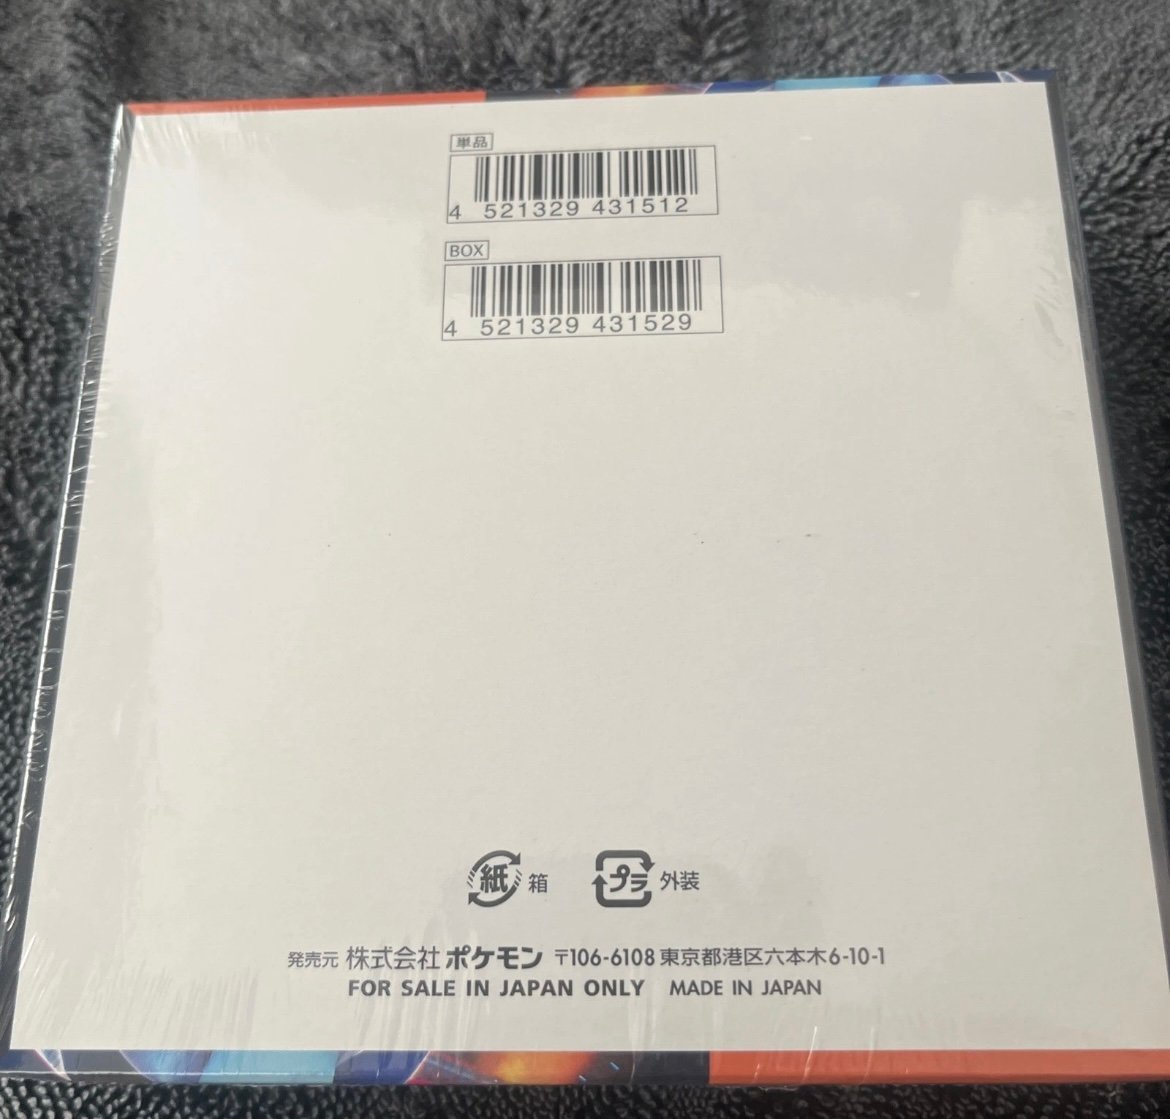 単品
4 521329 431512
BOX
4 521329 431529
紙 箱 プラ 外装
発売元 株式会社ポケモン 〒106-6108 東京都港区六本木6-10-1
FOR SALE IN JAPAN ONLY MADE IN JAPAN